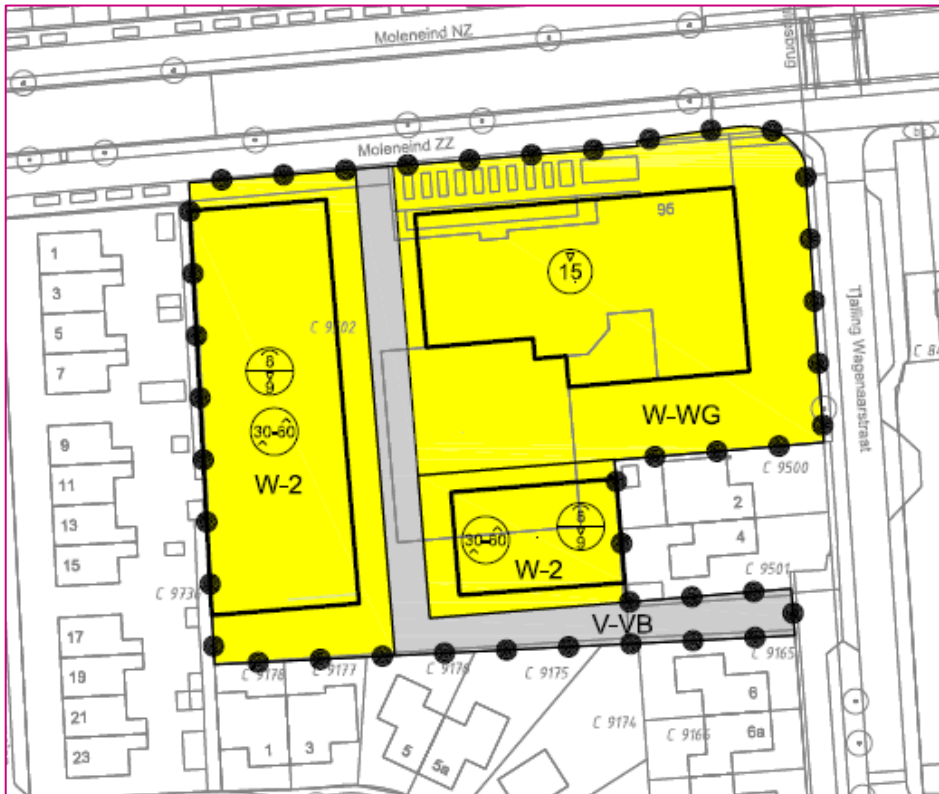 Moleneind NZ
Moleneind ZZ
96
1
3
5
7
C 9502
15
Tjalling Wagenaarstraat
6
9
30-60
W-2
W-WG
9
11
13
15
C 9500
2
4
30-60
6
9
W-2
C 9501
V-VB
17
19
21
23
C 9178
C 9177
C 9176
C 9175
C 9165
1
3
5
5a
C 9174
C 9166
6
6a